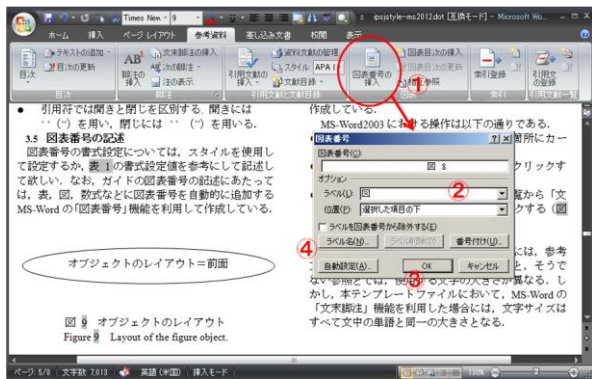 Times New - 9
ipsjstyle-ms2012.dot [互換モード] - Microsoft Wo...
ホーム 挿入 ページ レイアウト 参考資料 差し込み文書 校閲 表示
目次
テキストの追加
目次の更新
目次
AB
脚注の挿入
文末脚注の挿入
次の脚注
注の表示
脚注
引用文献の挿入
資料文献の管理
スタイル APA
文献目録
引用文献と文献目録
図表番号の挿入
図表目次の挿入
図表目次の更新
相互参照
索引登録
索引
引用文の登録
引用文献一覧
①
● 引用符では開きと閉じを区別する.開きには
(“)を用い,閉じには (”)を用いる.
3.5 図表番号の記述
図表番号の書式設定については,スタイルを使用し
て設定するか,表 1 の書式設定値を参考にして記述し
て欲しい.なお,ガイドの図表番号の記述にあたって
は,表,図,数式などに図表番号を自動的に追加する
MS-Word の「図表番号」機能を利用して作成している.
オブジェクトのレイアウト=前面
図 9 オブジェクトのレイアウト
Figure 9 Layout of the figure object.
作成している.
MS-Word2003 における操作は以下の通りである.
箇所にカー
クリックす
覧から「文
クする(図
には,参考
と,そうで
ない参照とでは,使用する文字の大きさが異なる.し
かし,本テンプレートファイルにおいて,MS-Word の
「文末脚注」機能を利用した場合には,文字サイズは
すべて文中の単語と同一の大きさとなる.
図表番号
図表番号(C):
図 8
オプション
ラベル(L): 図
②
位置(P): 選択した項目の下
ラベルを図表番号から除外する(E)
④
ラベル名(N)... ラベル削除(D) 番号付け(U)...
自動設定(A)... OK キャンセル
③
ページ: 5/8 文字数: 7,013 英語 (米国) 挿入モード